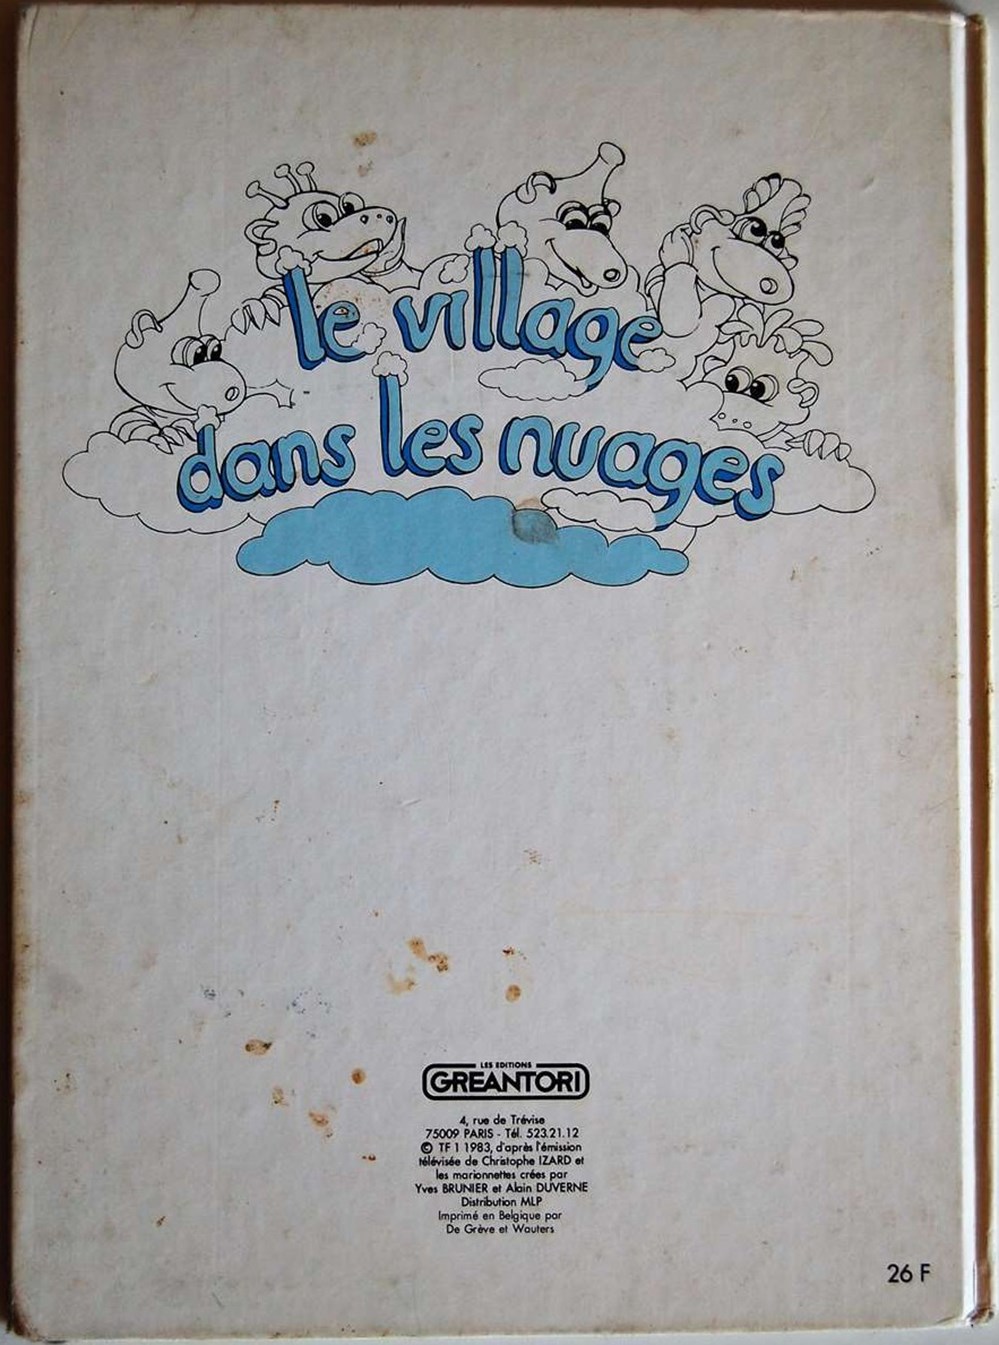 le village
dans les nuages
LES EDITIONS
GREANTORI
4, rue de Trévise
75009 PARIS - Tél. 523.21.12
© TF 1 1983, d'après l'émission
télévisée de Christophe IZARD et
les marionnettes crées par
Yves BRUNIER et Alain DUVERNE
Distribution MLP
Imprimé en Belgique par
De Grève et Wauters
26 F